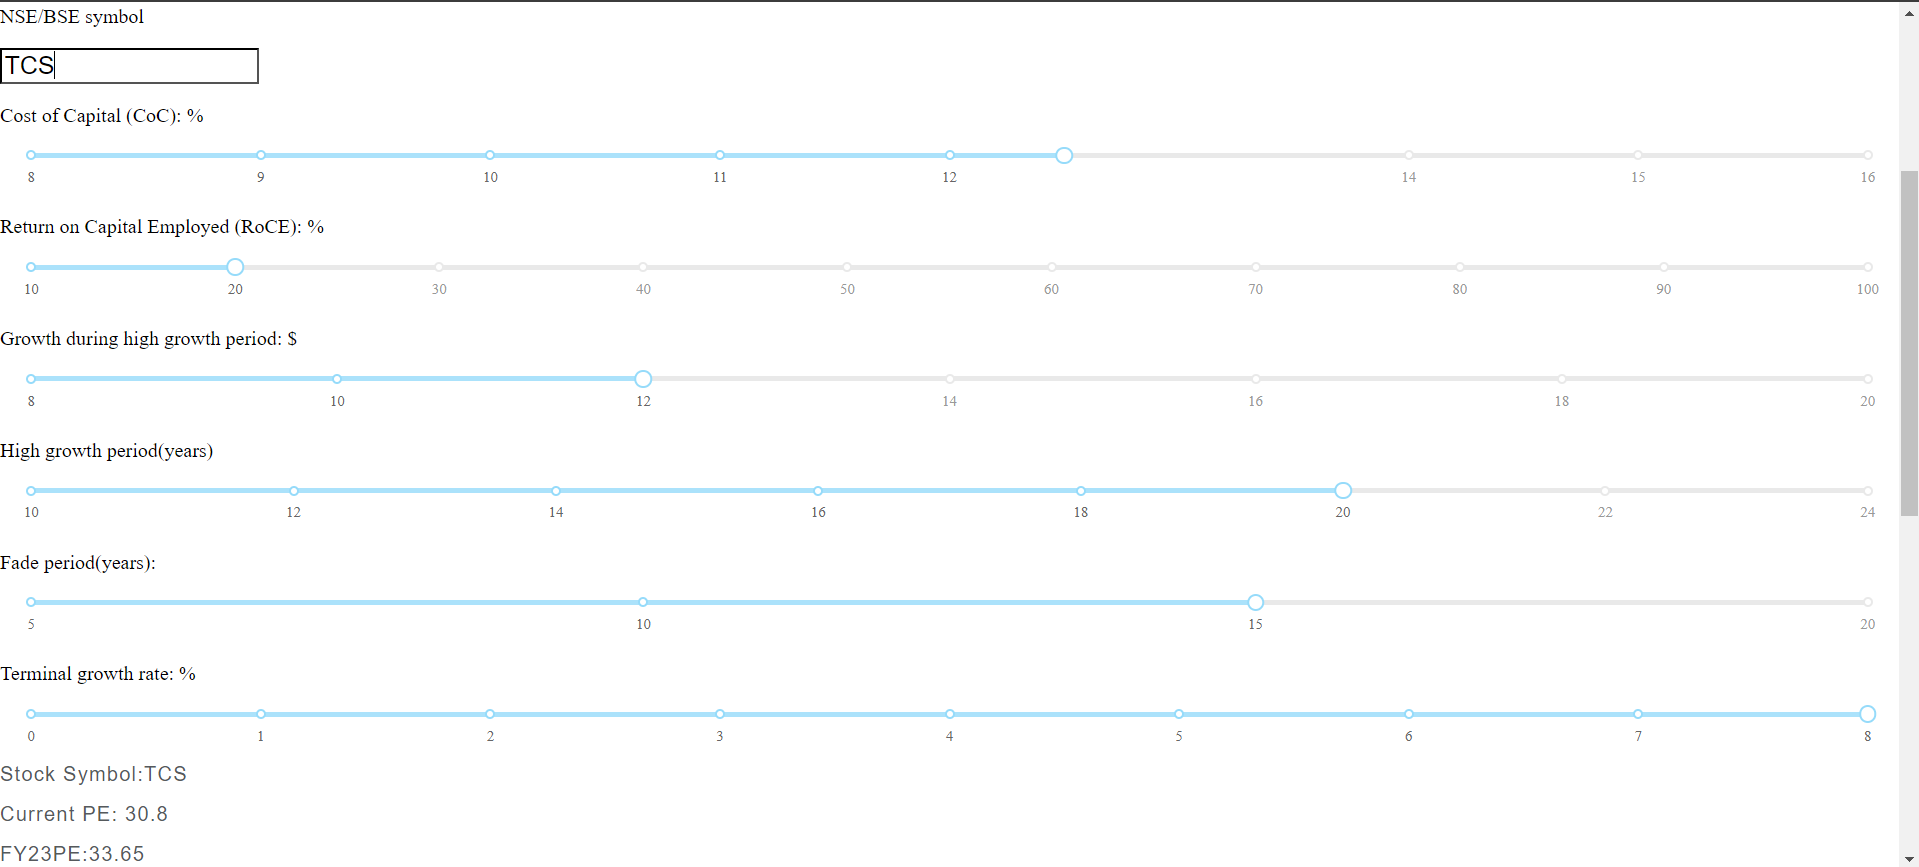 NSE/BSE symbol
TCS
Cost of Capital (CoC): %
8 9 10 11 12 14 15 16
Return on Capital Employed (RoCE): %
10 20 30 40 50 60 70 80 90 100
Growth during high growth period: $
8 10 12 14 16 18 20
High growth period(years)
10 12 14 16 18 20 22 24
Fade period(years):
5 10 15 20
Terminal growth rate: %
0 1 2 3 4 5 6 7 8
Stock Symbol:TCS
Current PE: 30.8
FY23PE:33.65